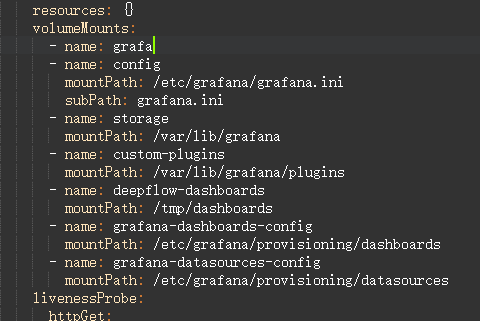 resources: {}
volumeMounts:
- name: grafa
- name: config
mountPath: /etc/grafana/grafana.ini
subPath: grafana.ini
- name: storage
mountPath: /var/lib/grafana
- name: custom-plugins
mountPath: /var/lib/grafana/plugins
- name: deepflow-dashboards
mountPath: /tmp/dashboards
- name: grafana-dashboards-config
mountPath: /etc/grafana/provisioning/dashboards
- name: grafana-datasources-config
mountPath: /etc/grafana/provisioning/datasources
livenessProbe:
httpGet: